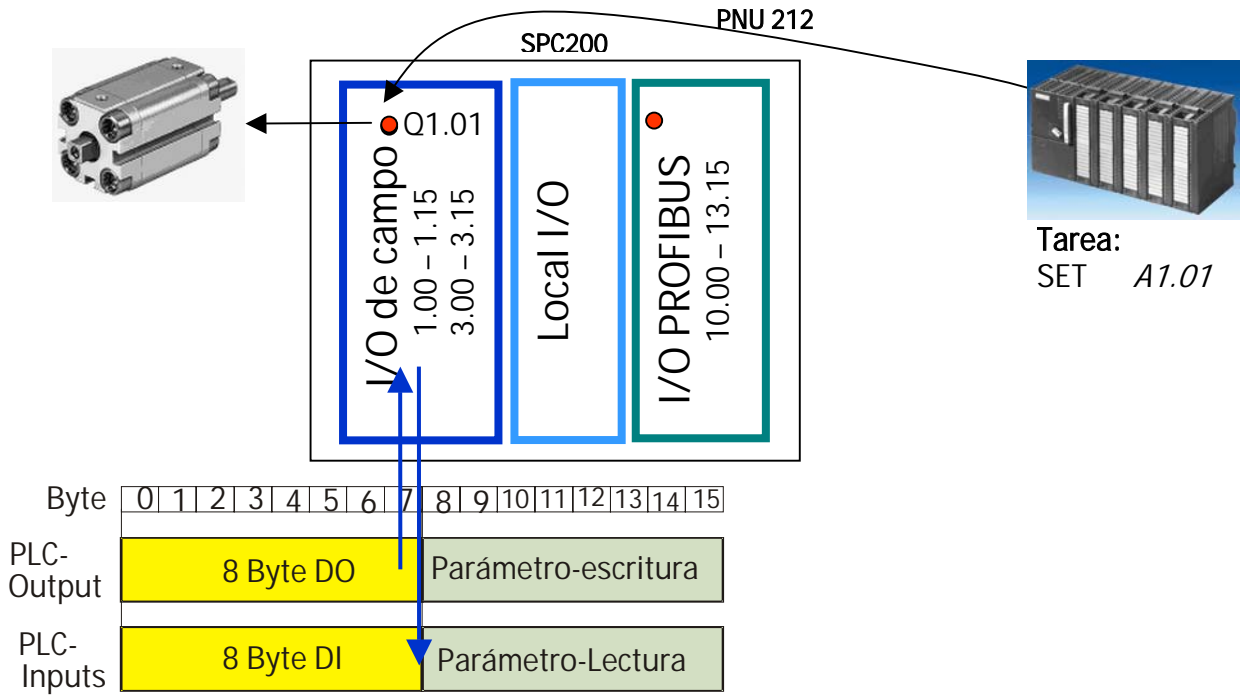 PNU 212
SPC200
Q1.01
I/O de campo
1.00 – 1.15
3.00 – 3.15
Local I/O
I/O PROFIBUS
10.00 – 13.15
Tarea:
SET A1.01
Byte 0 1 2 3 4 5 6 7 8 9 10 11 12 13 14 15
PLC-
Output
8 Byte DO
Parámetro-escritura
PLC-
Inputs
8 Byte DI
Parámetro-Lectura